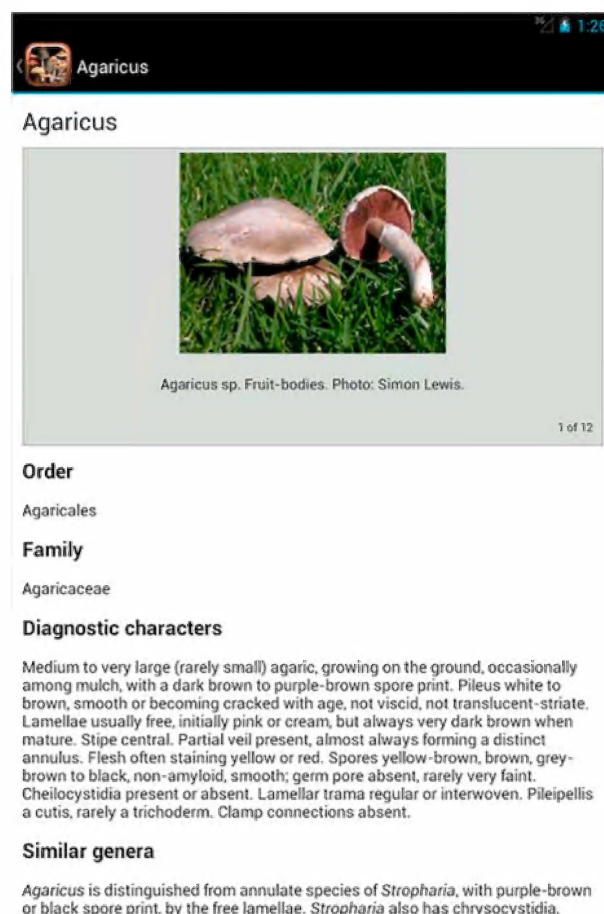 3G 1:26
Agaricus
Agaricus
Agaricus sp. Fruit-bodies. Photo: Simon Lewis.
1 of 12
Order
Agaricales
Family
Agaricaceae
Diagnostic characters
Medium to very large (rarely small) agaric, growing on the ground, occasionally
among mulch, with a dark brown to purple-brown spore print. Pileus white to
brown, smooth or becoming cracked with age, not viscid, not translucent-striate.
Lamellae usually free, initially pink or cream, but always very dark brown when
mature. Stipe central. Partial veil present, almost always forming a distinct
annulus. Flesh often staining yellow or red. Spores yellow-brown, brown, grey-
brown to black, non-amyloid, smooth; germ pore absent, rarely very faint.
Cheilocystidia present or absent. Lamellar trama regular or interwoven. Pileipellis
a cutis, rarely a trichoderm. Clamp connections absent.
Similar genera
Agaricus is distinguished from annulate species of Stropharia, with purple-brown
or black spore print, by the free lamellae. Stropharia also has chrysocystidia.